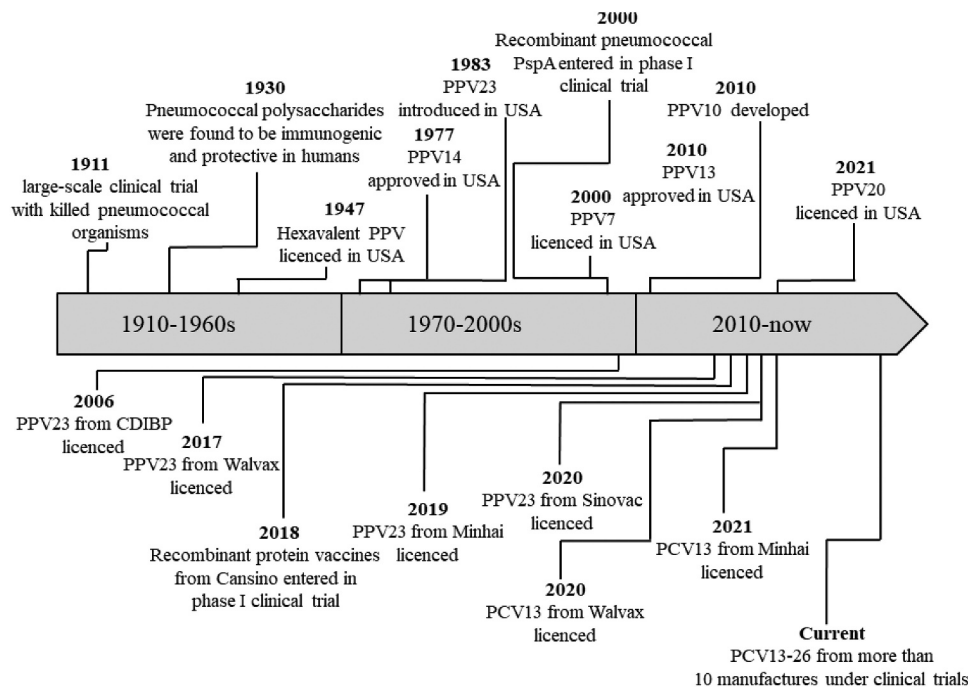 1911
large-scale clinical trial
with killed pneumococcal
organisms
1930
Pneumococcal polysaccharides
were found to be immunogenic
and protective in humans
1947
Hexavalent PPV
licenced in USA
1977
PPV14
approved in USA
1983
PPV23
introduced in USA
2000
Recombinant pneumococcal
PspA entered in phase I
clinical trial
2000
PPV7
licenced in USA
2010
PPV10 developed
2010
PPV13
approved in USA
2021
PPV20
licenced in USA
1910-1960s
1970-2000s
2010-now
2006
PPV23 from CDIBP
licenced
2017
PPV23 from Walvax
licenced
2018
Recombinant protein vaccines
from Cansino entered in
phase I clinical trial
2019
PPV23 from Minhai
licenced
2020
PPV23 from Sinovac
licenced
2020
PCV13 from Walvax
licenced
2021
PCV13 from Minhai
licenced
Current
PCV13-26 from more than
10 manufactures under clinical trials